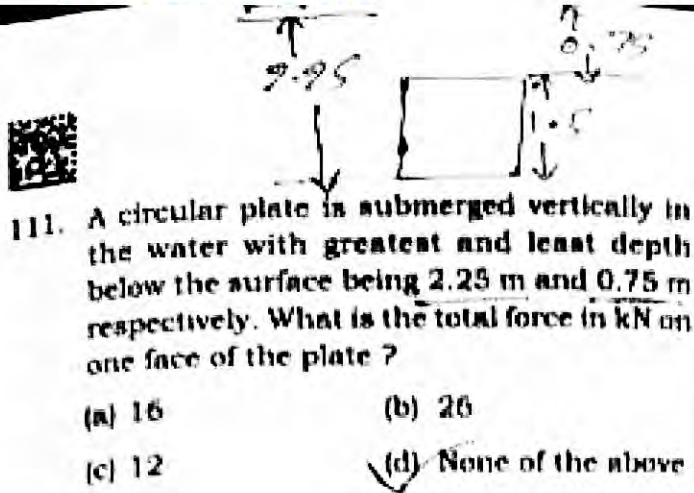 0.75
2.25
1.5
111. A circular plate is submerged vertically in
the water with greatest and least depth
below the surface being 2.25 m and 0.75 m
respectively. What is the total force in kN on
one face of the plate ?
(a) 16 (b) 26
(c) 12 (d) None of the above